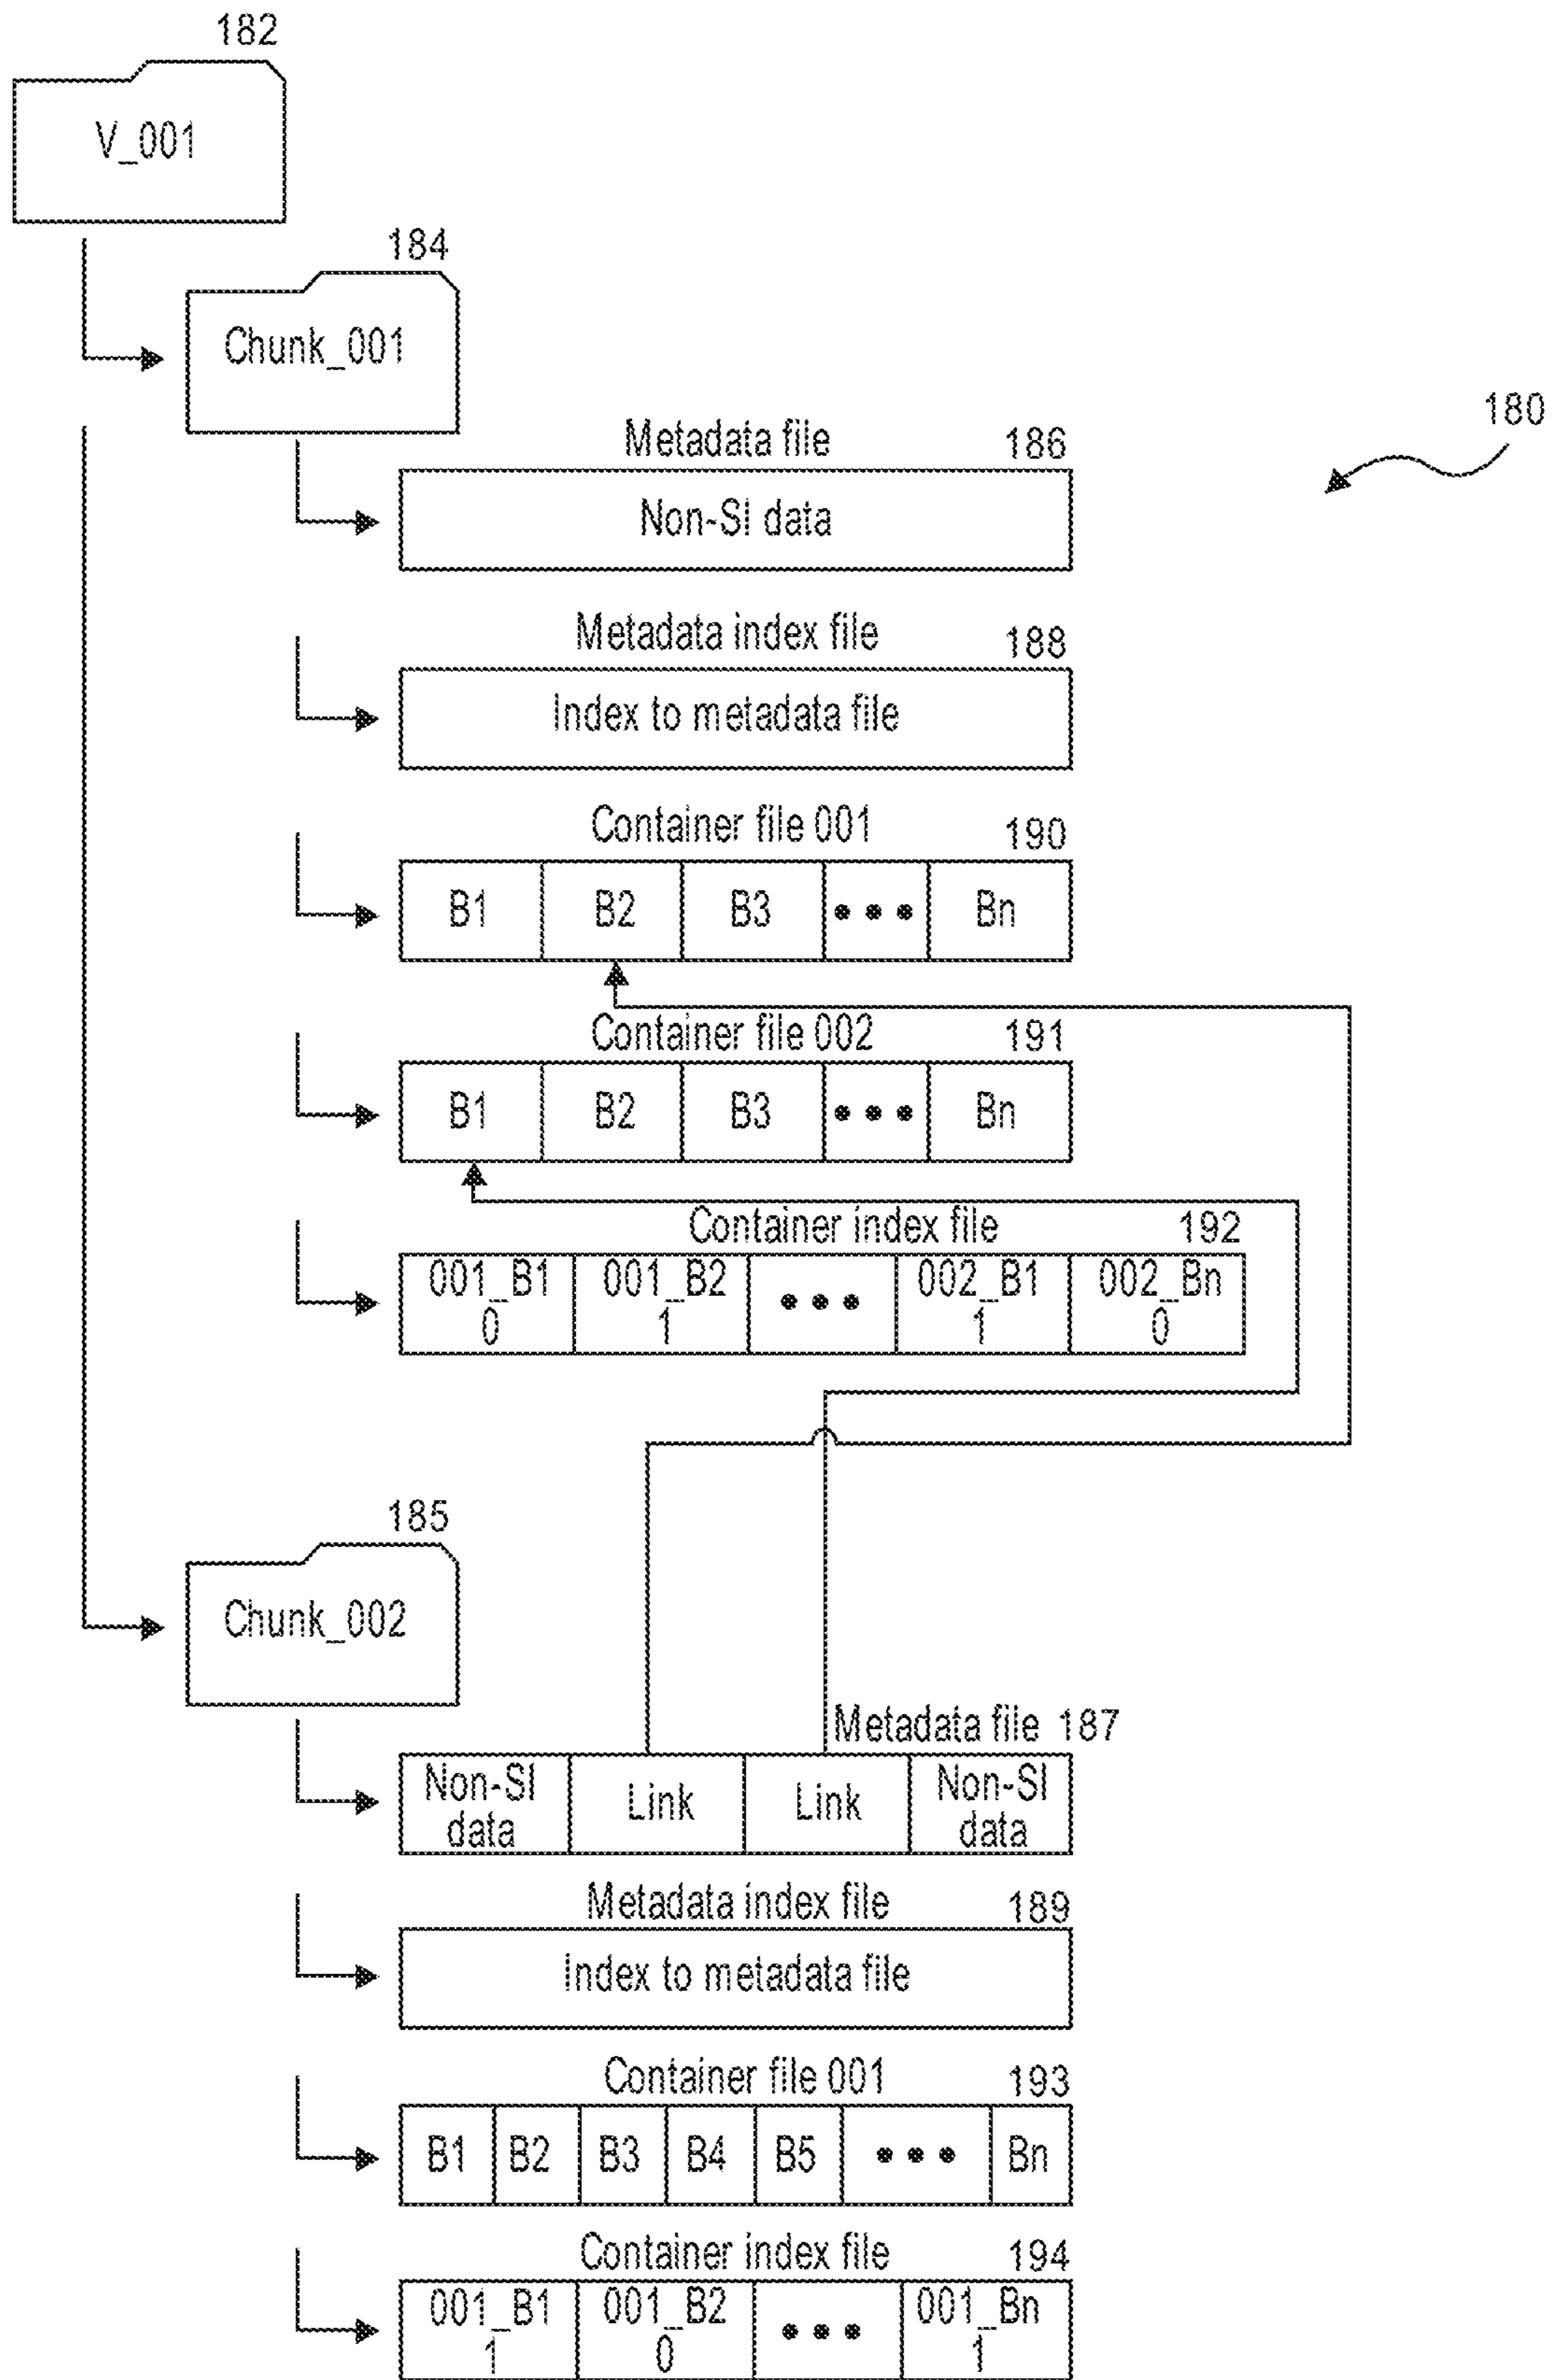 182
V_001
184
Chunk_001
180
Metadata file 186
Non-SI data
Metadata index file 188
Index to metadata file
Container file 001 190
B1 B2 B3 ••• Bn
Container file 002 191
B1 B2 B3 ••• Bn
Container index file 192
001_B1 001_B2 ••• 002_B1 002_Bn
0 1 1 0
185
Chunk_002
Metadata file 187
Non-SI Link Link Non-SI
data data
Metadata index file 189
Index to metadata file
Container file 001 193
B1 B2 B3 B4 B5 ••• Bn
Container index file 194
001_B1 001_B2 ••• 001_Bn
1 0 1